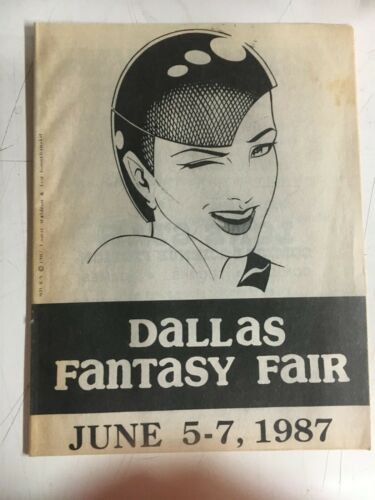 DALLAS
FANTASY FAIR
JUNE 5-7, 1987